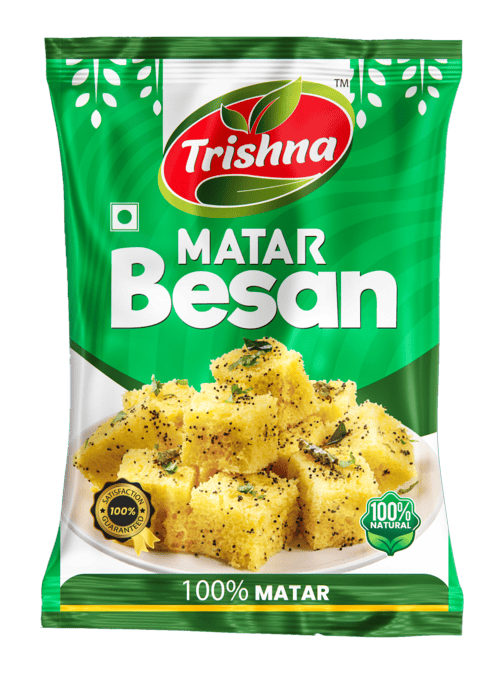 Trishna
TM
MATAR
Besan
SATISFACTION
100%
GUARANTEED
100%
NATURAL
100% MATAR